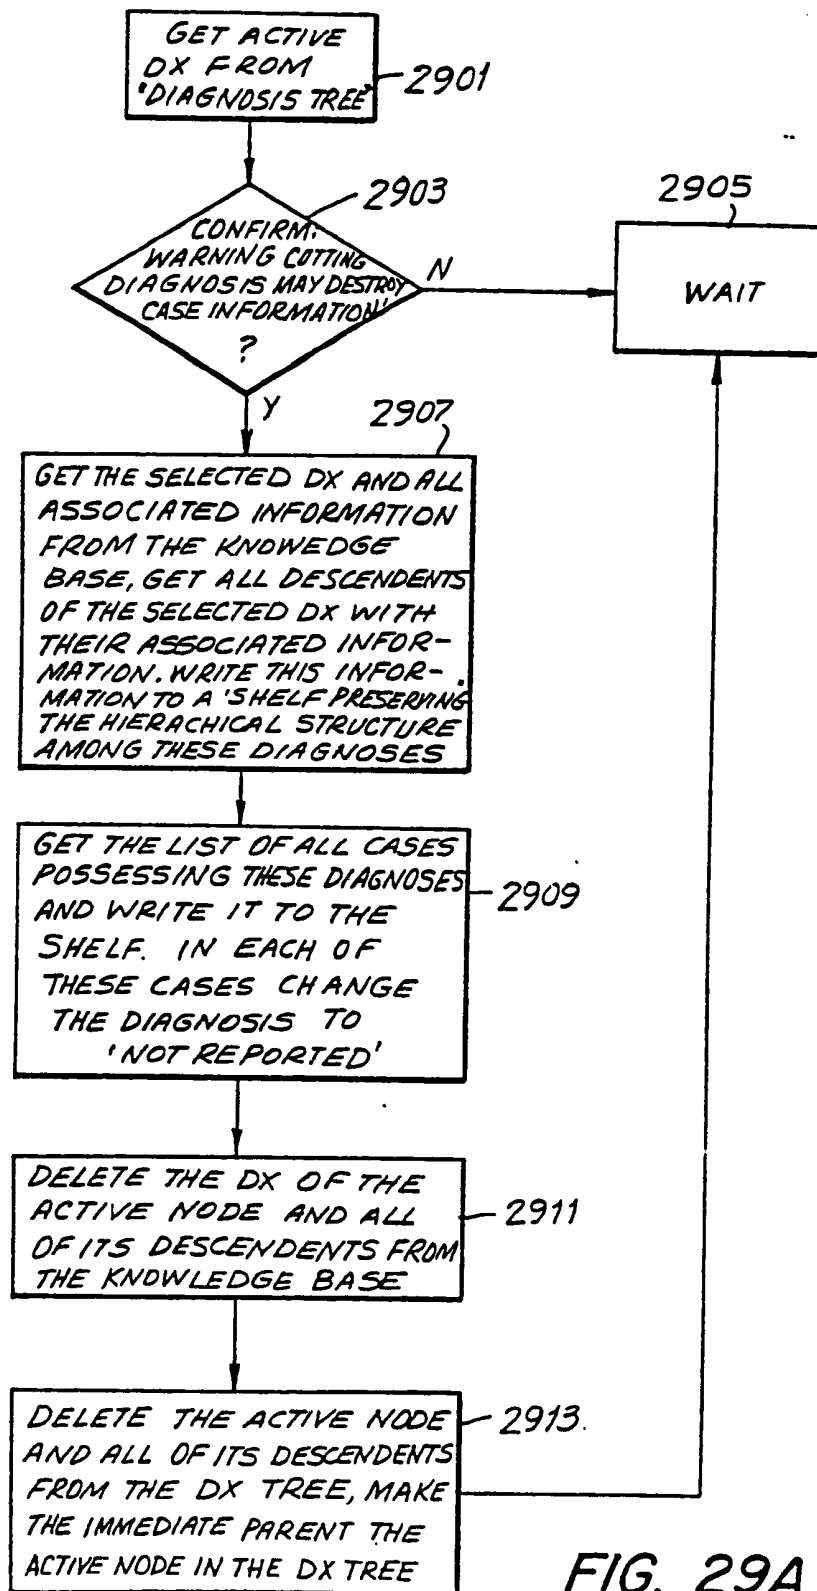 GET ACTIVE
DX FROM
'DIAGNOSIS TREE'
2901
2903
CONFIRM:
WARNING COTTING
DIAGNOSIS MAY DESTROY
CASE INFORMATION'
?
N
Y
2905
WAIT
2907
GET THE SELECTED DX AND ALL
ASSOCIATED INFORMATION
FROM THE KNOWEDGE
BASE, GET ALL DESCENDENTS
OF THE SELECTED DX WITH
THEIR ASSOCIATED INFOR-
MATION. WRITE THIS INFOR-
MATION TO A 'SHELF PRESERVING
THE HIERACHICAL STRUCTURE
AMONG THESE DIAGNOSES
GET THE LIST OF ALL CASES
POSSESSING THESE DIAGNOSES
AND WRITE IT TO THE
SHELF. IN EACH OF
THESE CASES CHANGE
THE DIAGNOSIS TO
'NOT REPORTED'
2909
DELETE THE DX OF THE
ACTIVE NODE AND ALL
OF ITS DESCENDENTS FROM
THE KNOWLEDGE BASE
2911
DELETE THE ACTIVE NODE
AND ALL OF ITS DESCENDENTS
FROM THE DX TREE, MAKE
THE IMMEDIATE PARENT THE
ACTIVE NODE IN THE DX TREE
2913.
FIG. 29A